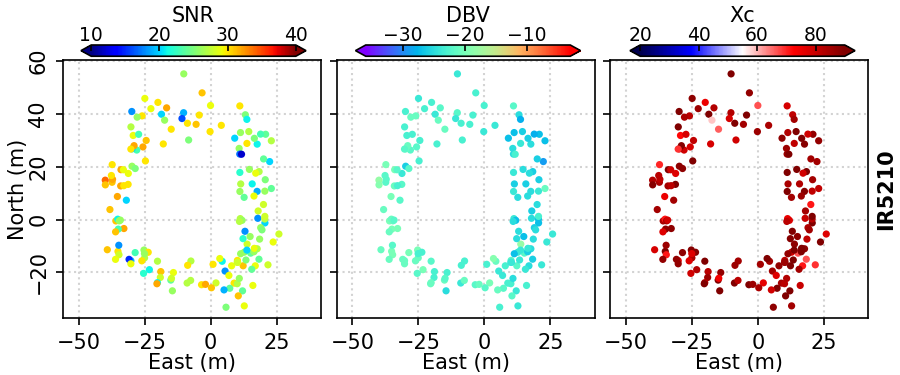 SNR DBV Xc
10 20 30 40 −30 −20 −10 20 40 60 80
60
40
20
0
−20
North (m)
−50 −25 0 25 −50 −25 0 25 −50 −25 0 25
East (m) East (m) East (m)
IR5210